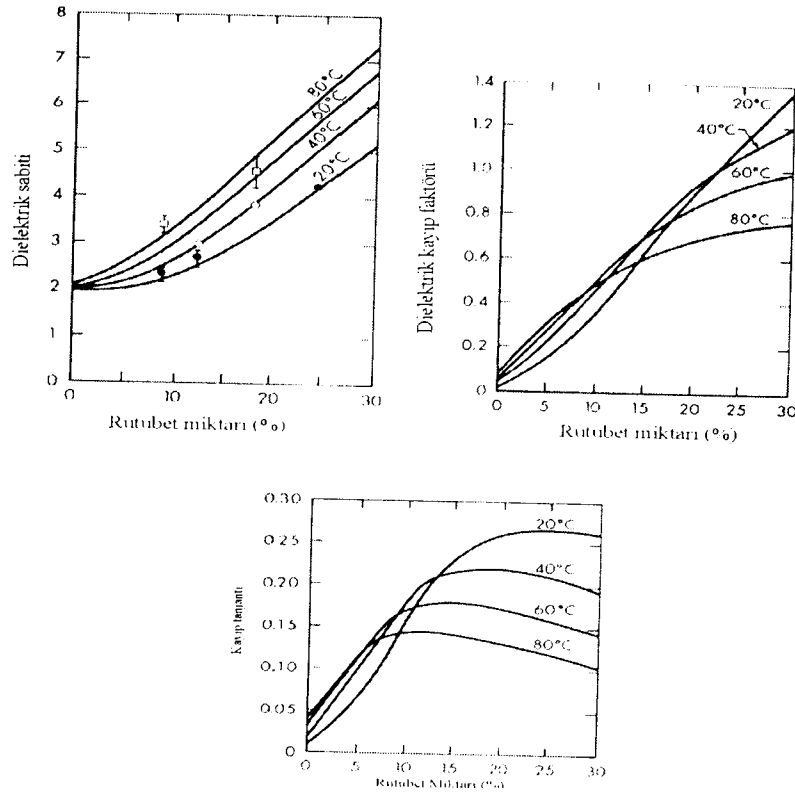 8
7
6
5
4
3
2
1
0
Dielektrik sabiti
80°C
60°C
40°C
20°C
0 10 20 30
Rutubet miktarı (%)
1.4
1.2
1.0
0.8
0.6
0.4
0.2
0
Dielektrik kayıp faktörü
20°C
40°C
60°C
80°C
0 5 10 15 20 25 30
Rutubet miktarı (%)
0.30
0.25
0.20
0.15
0.10
0.05
0
Kayıp tanjantı
20°C
40°C
60°C
80°C
0 5 10 15 20 25 30
Rutubet Miktarı (%)